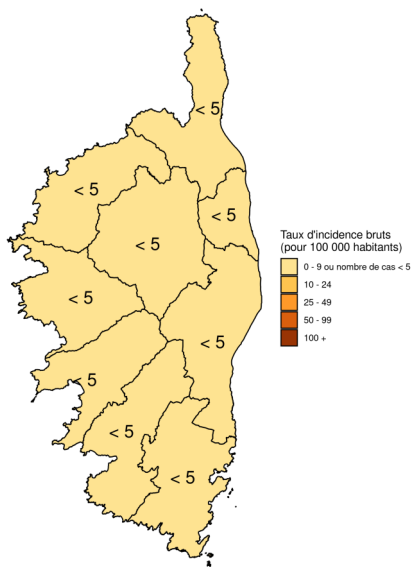 < 5
< 5
< 5
< 5
Taux d'incidence bruts
(pour 100 000 habitants)
0 - 9 ou nombre de cas < 5
10 - 24
25 - 49
50 - 99
100 +
< 5
< 5
< 5
< 5
< 5